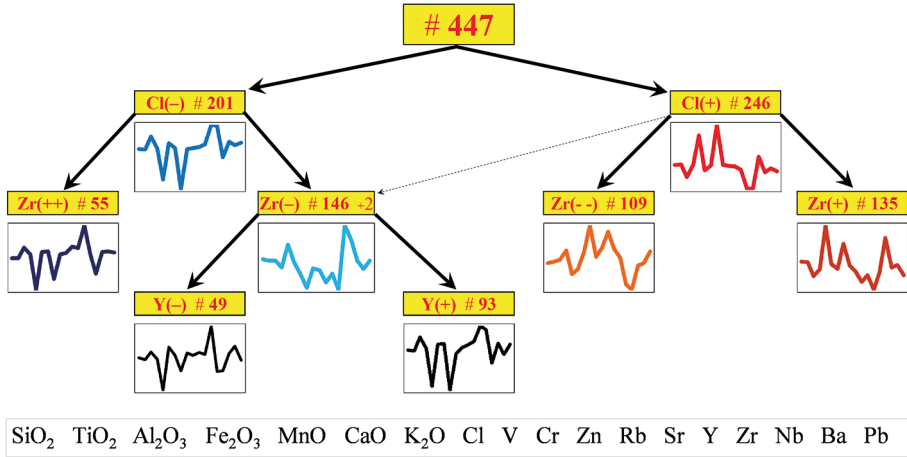 # 447
Cl(–) # 201
Cl(+) # 246
Zr(++) # 55
Zr(–) # 146 +2
Zr(- -) # 109
Zr(+) # 135
Y(–) # 49
Y(+) # 93
SiO₂ TiO₂ Al₂O₃ Fe₂O₃ MnO CaO K₂O Cl V Cr Zn Rb Sr Y Zr Nb Ba Pb